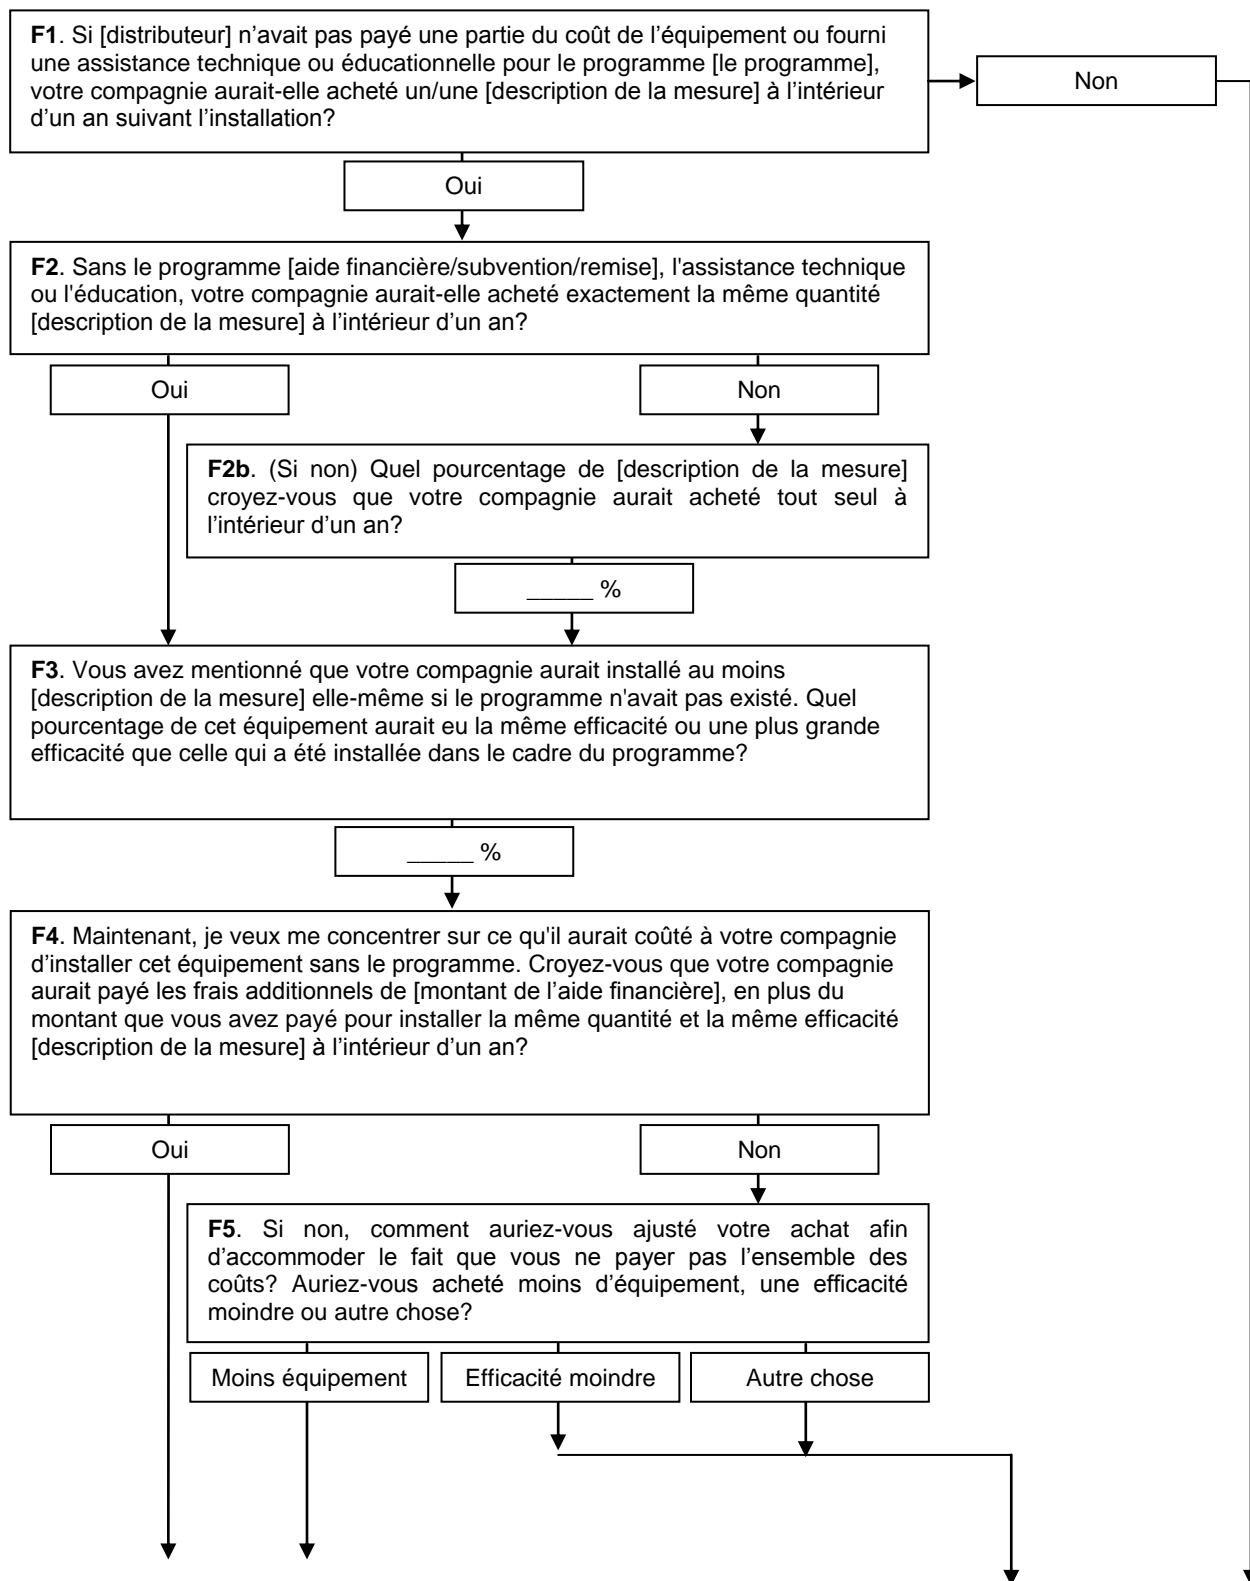 F1. Si [distributeur] n’avait pas payé une partie du coût de l’équipement ou fourni
une assistance technique ou éducationnelle pour le programme [le programme],
votre compagnie aurait-elle acheté un/une [description de la mesure] à l’intérieur
d’un an suivant l’installation?
Non
Oui
F2. Sans le programme [aide financière/subvention/remise], l'assistance technique
ou l'éducation, votre compagnie aurait-elle acheté exactement la même quantité
[description de la mesure] à l’intérieur d’un an?
Oui
Non
F2b. (Si non) Quel pourcentage de [description de la mesure]
croyez-vous que votre compagnie aurait acheté tout seul à
l’intérieur d’un an?
_____ %
F3. Vous avez mentionné que votre compagnie aurait installé au moins
[description de la mesure] elle-même si le programme n'avait pas existé. Quel
pourcentage de cet équipement aurait eu la même efficacité ou une plus grande
efficacité que celle qui a été installée dans le cadre du programme?
_____ %
F4. Maintenant, je veux me concentrer sur ce qu'il aurait coûté à votre compagnie
d’installer cet équipement sans le programme. Croyez-vous que votre compagnie
aurait payé les frais additionnels de [montant de l’aide financière], en plus du
montant que vous avez payé pour installer la même quantité et la même efficacité
[description de la mesure] à l’intérieur d’un an?
Oui
Non
F5. Si non, comment auriez-vous ajusté votre achat afin
d’accommoder le fait que vous ne payer pas l’ensemble des
coûts? Auriez-vous acheté moins d’équipement, une efficacité
moindre ou autre chose?
Moins équipement
Efficacité moindre
Autre chose